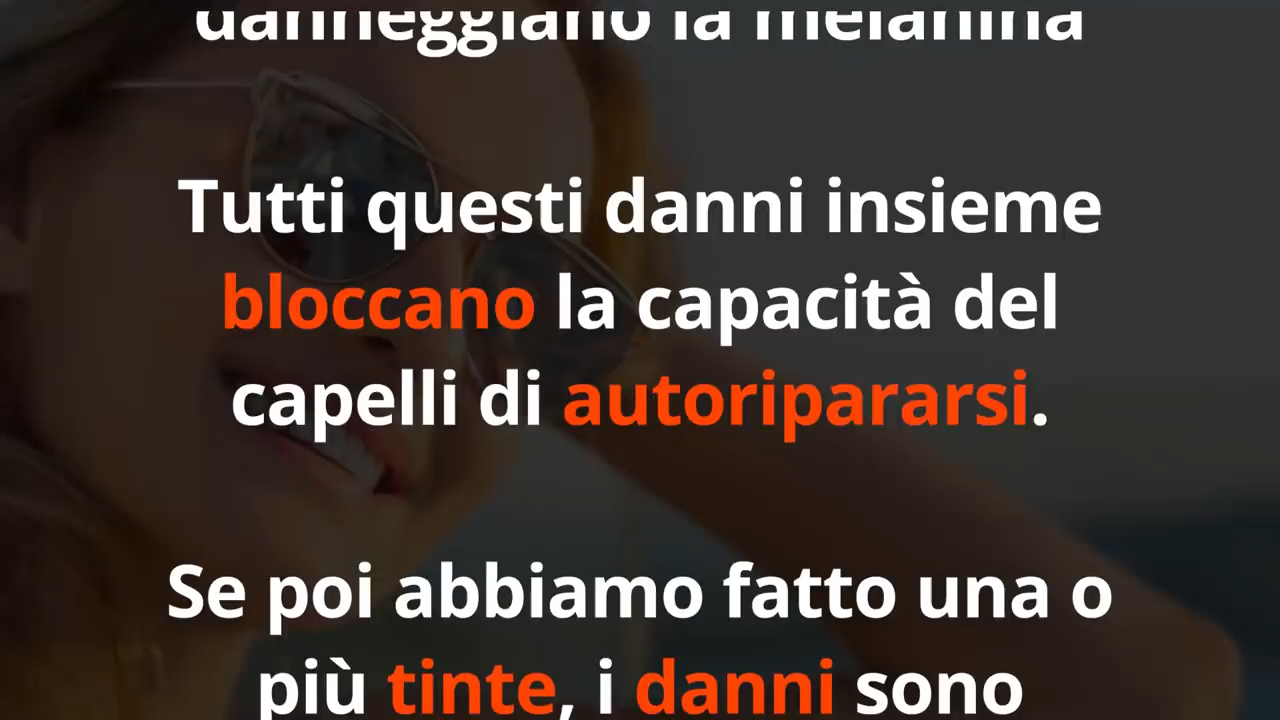 danneggiano la melanina
Tutti questi danni insieme
bloccano la capacità del
capelli di autoripararsi.
Se poi abbiamo fatto una o
più tinte, i danni sono